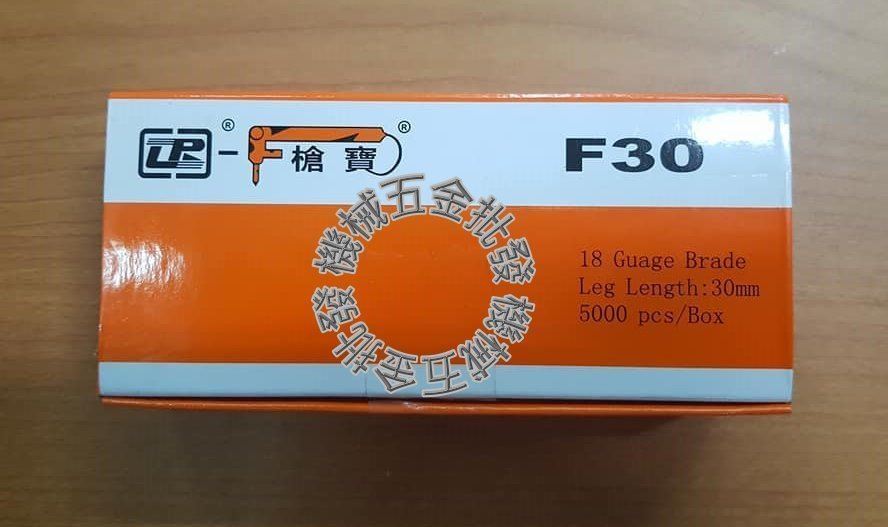 ® ®
槍寶
F30
18 Guage Brade
Leg Length:30mm
5000 pcs/Box
機械五金批發 機械五金批發